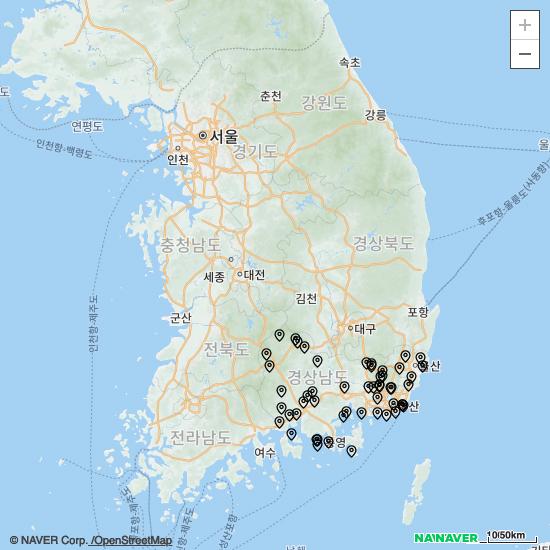 +
−
속초
춘천
강원도
강릉
도
연평도
서울
울
인천항-백령도
인천
경기도
후포항-울릉도(사동항)
충청남도
경상북도
세종
대전
김천
포항
인천항-제주도
군산
대구
전북도
산
경상남도
산
전라남도
여수
영
NAVER
10/50km
© NAVER Corp. /OpenStreetMap